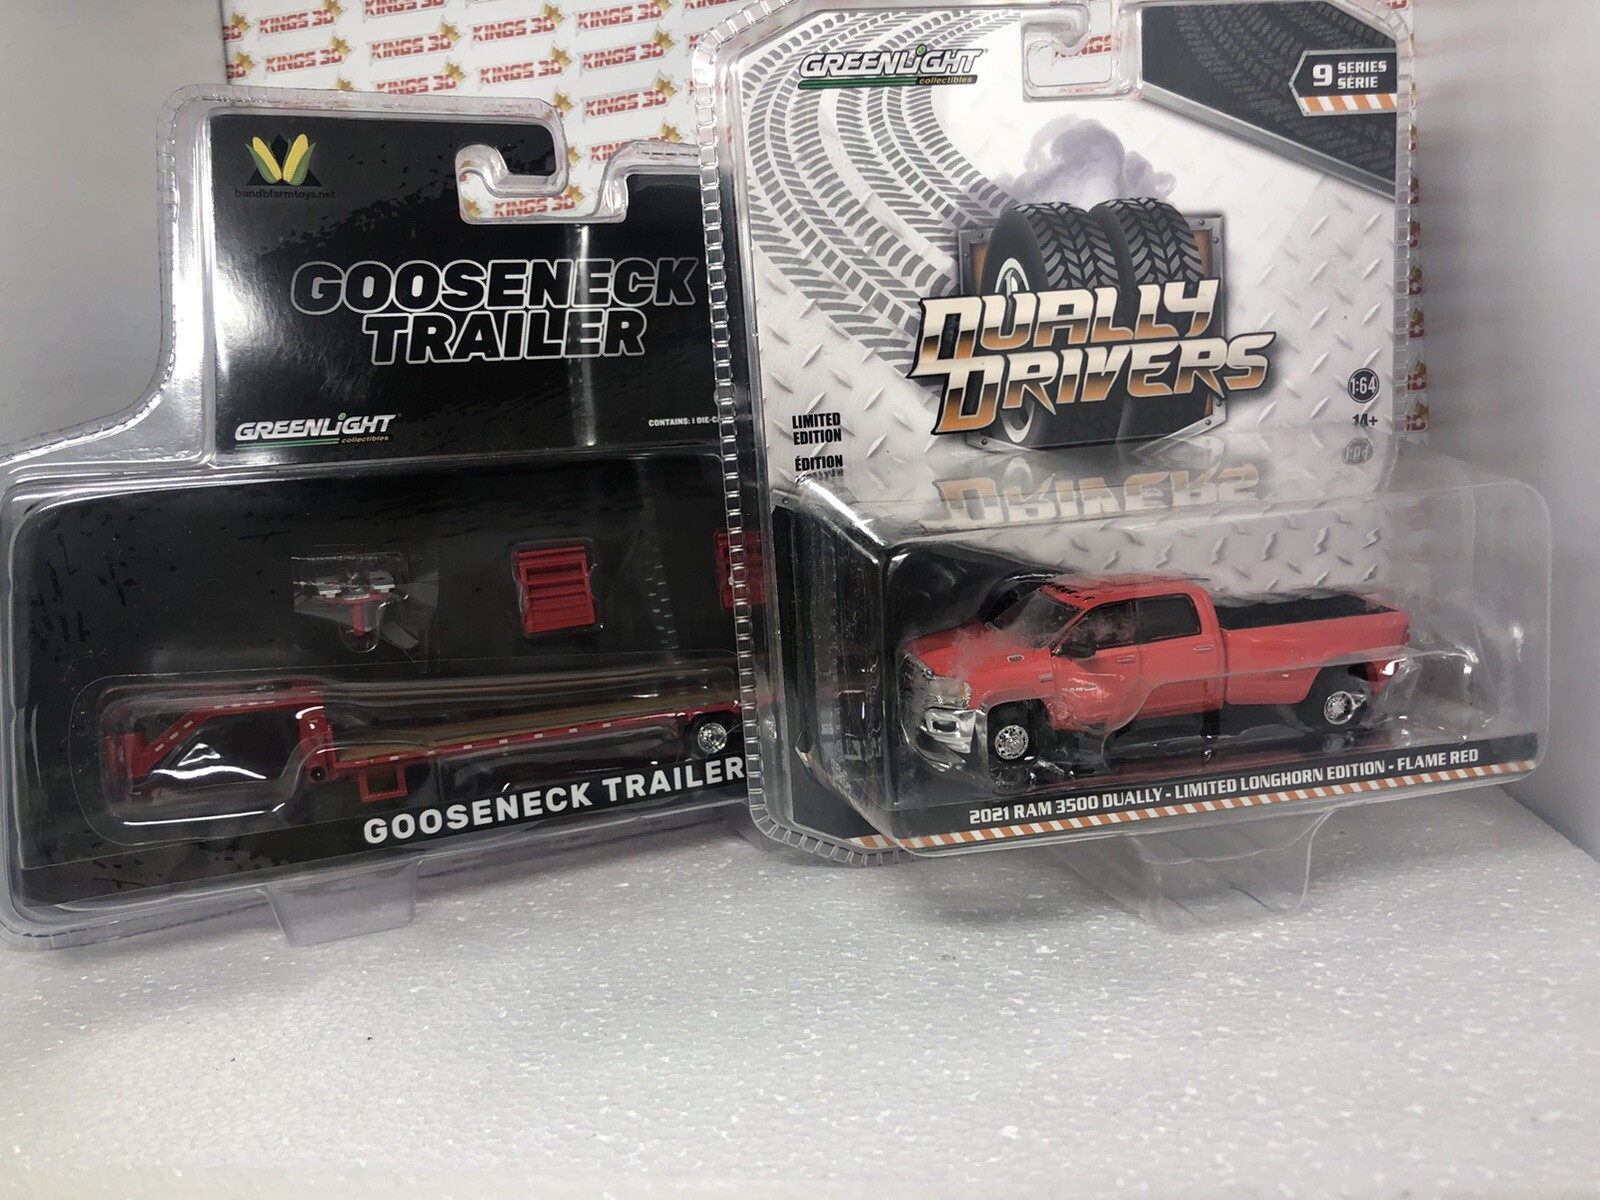 KINGS 3D
bandbfarmtoys.net
GOOSENECK
TRAILER
GREENLIGHT
collectibles
CONTAINS: 1 DIE-CA
GOOSENECK TRAILER
GREENLIGHT
collectibles
9 SERIES
SÉRIE
DUALLY
DRIVERS
1:64
14+
LIMITED
EDITION
ÉDITION
2021 RAM 3500 DUALLY - LIMITED LONGHORN EDITION - FLAME RED